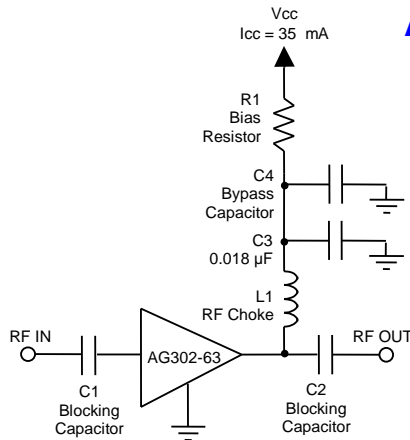 Vcc
Icc = 35 mA
R1
Bias
Resistor
C4
Bypass
Capacitor
C3
0.018 µF
L1
RF Choke
RF IN
AG302-63
RF OUT
C1
Blocking
Capacitor
C2
Blocking
Capacitor